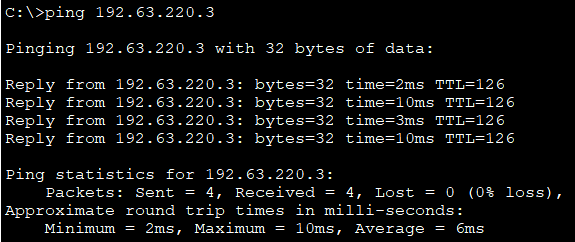 C:\>ping 192.63.220.3
Pinging 192.63.220.3 with 32 bytes of data:
Reply from 192.63.220.3: bytes=32 time=2ms TTL=126
Reply from 192.63.220.3: bytes=32 time=10ms TTL=126
Reply from 192.63.220.3: bytes=32 time=3ms TTL=126
Reply from 192.63.220.3: bytes=32 time=10ms TTL=126
Ping statistics for 192.63.220.3:
    Packets: Sent = 4, Received = 4, Lost = 0 (0% loss),
Approximate round trip times in milli-seconds:
    Minimum = 2ms, Maximum = 10ms, Average = 6ms